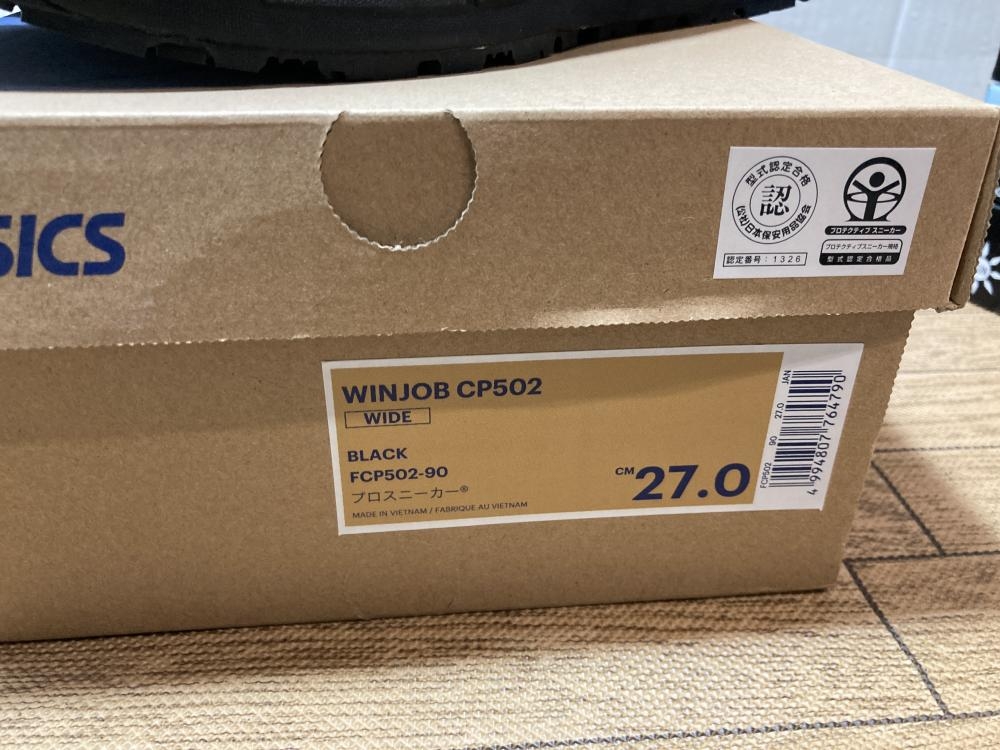 SICS
型式認定合格
認
(公社)日本保安用品協会
認定番号：1326
プロテクティブ スニーカー
プロテクティブスニーカー規格
型式認定合格品
WINJOB CP502
WIDE
BLACK
FCP502-90
プロスニーカー®
MADE IN VIETNAM / FABRIQUE AU VIETNAM
CM 27.0
FCP502 90 27.0 JAN
4 994807 764790